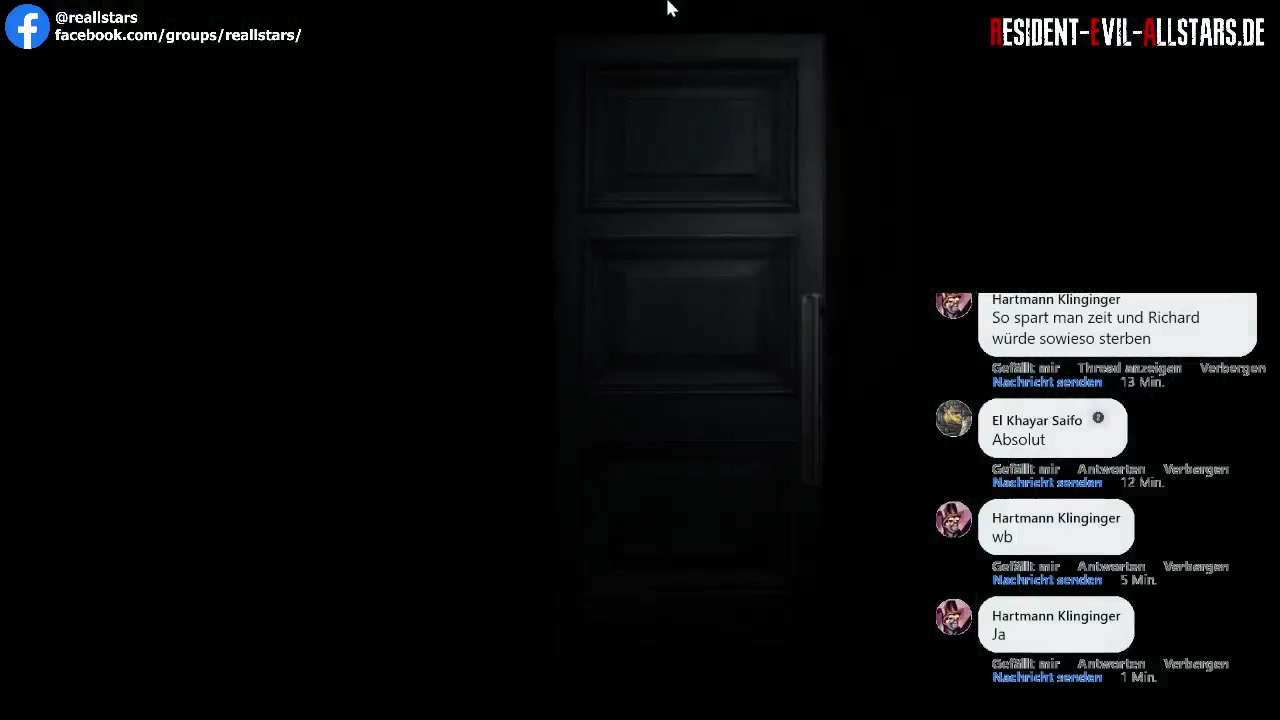 @reallstars
facebook.com/groups/reallstars/
RESIDENT-EVIL-ALLSTARS.DE
Hartmann Klinginger
So spart man zeit und Richard
würde sowieso sterben
Gefällt mir Thread anzeigen Verbergen
Nachricht senden 13 Min.
El Khayar Saifo
Absolut
Gefällt mir Antworten Verbergen
Nachricht senden 12 Min.
Hartmann Klinginger
wb
Gefällt mir Antworten Verbergen
Nachricht senden 5 Min.
Hartmann Klinginger
Ja
Gefällt mir Antworten Verbergen
Nachricht senden 1 Min.